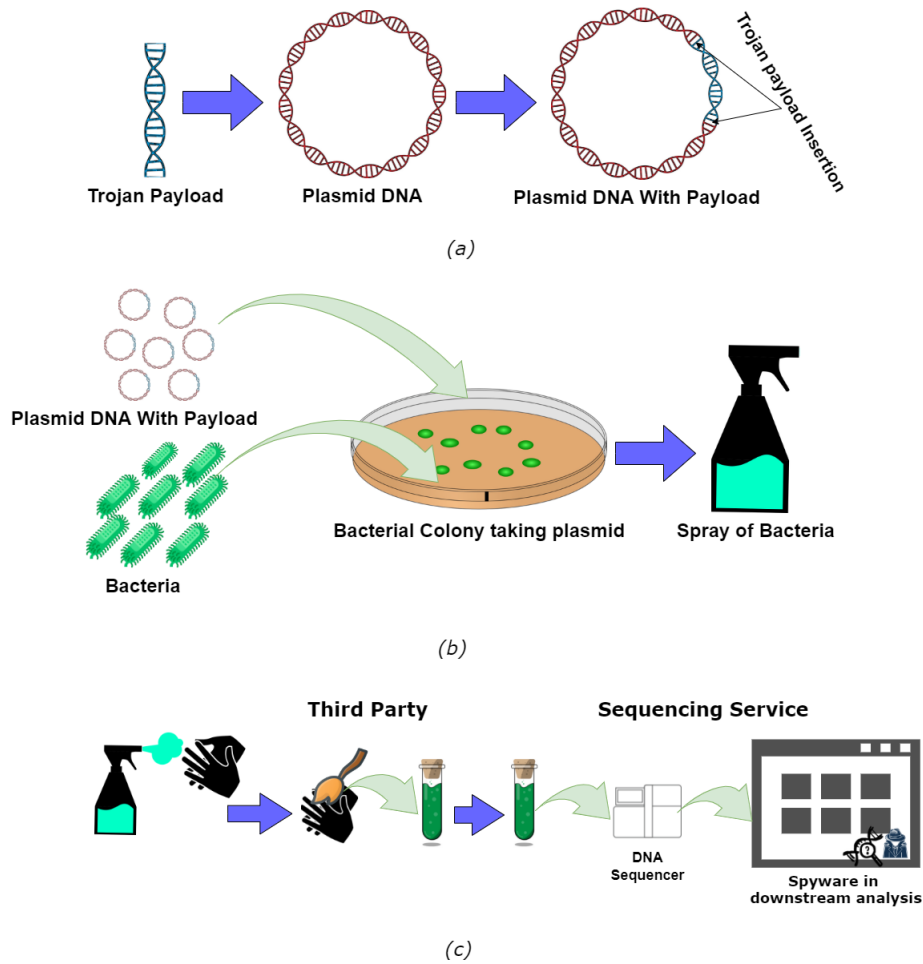 Trojan Payload
Plasmid DNA
Plasmid DNA With Payload
Trojan payload Insertion
(a)
Plasmid DNA With Payload
Bacteria
Bacterial Colony taking plasmid
Spray of Bacteria
(b)
Third Party
Sequencing Service
DNA
Sequencer
?
Spyware in
downstream analysis
(c)